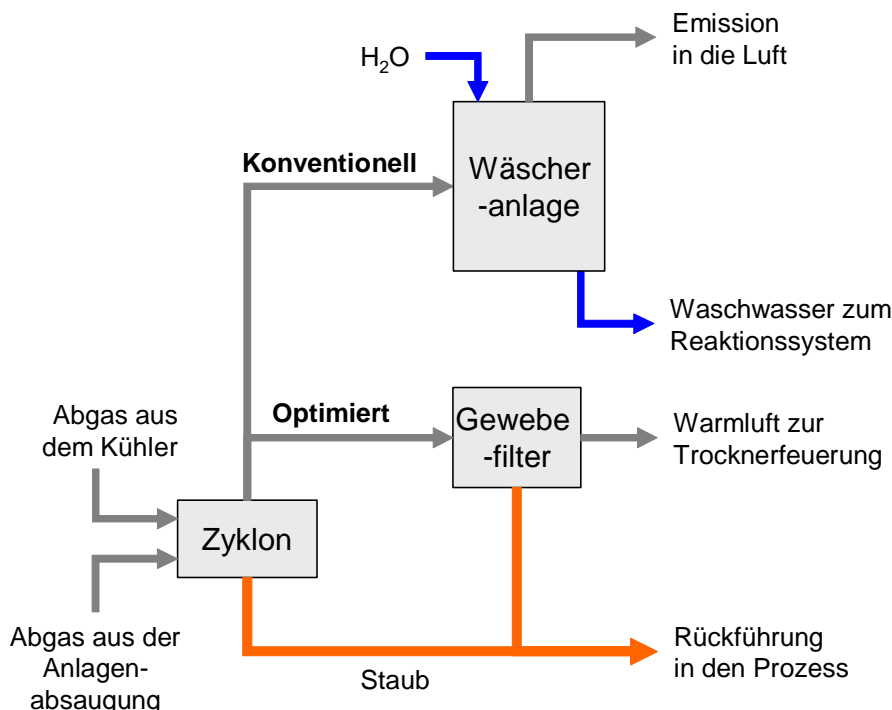 Emission
in die Luft
H₂O
Konventionell
Wäscher
-anlage
Waschwasser zum
Reaktionssystem
Abgas aus
dem Kühler
Optimiert
Gewebe
-filter
Warmluft zur
Trocknerfeuerung
Zyklon
Abgas aus der
Anlagen-
absaugung
Staub
Rückführung
in den Prozess